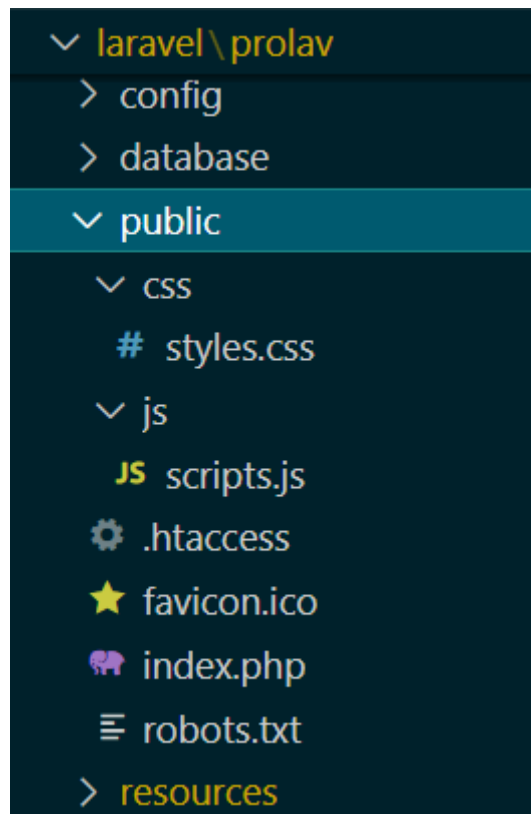 laravel\prolav
config
database
public
css
# styles.css
js
JS scripts.js
.htaccess
favicon.ico
index.php
robots.txt
resources